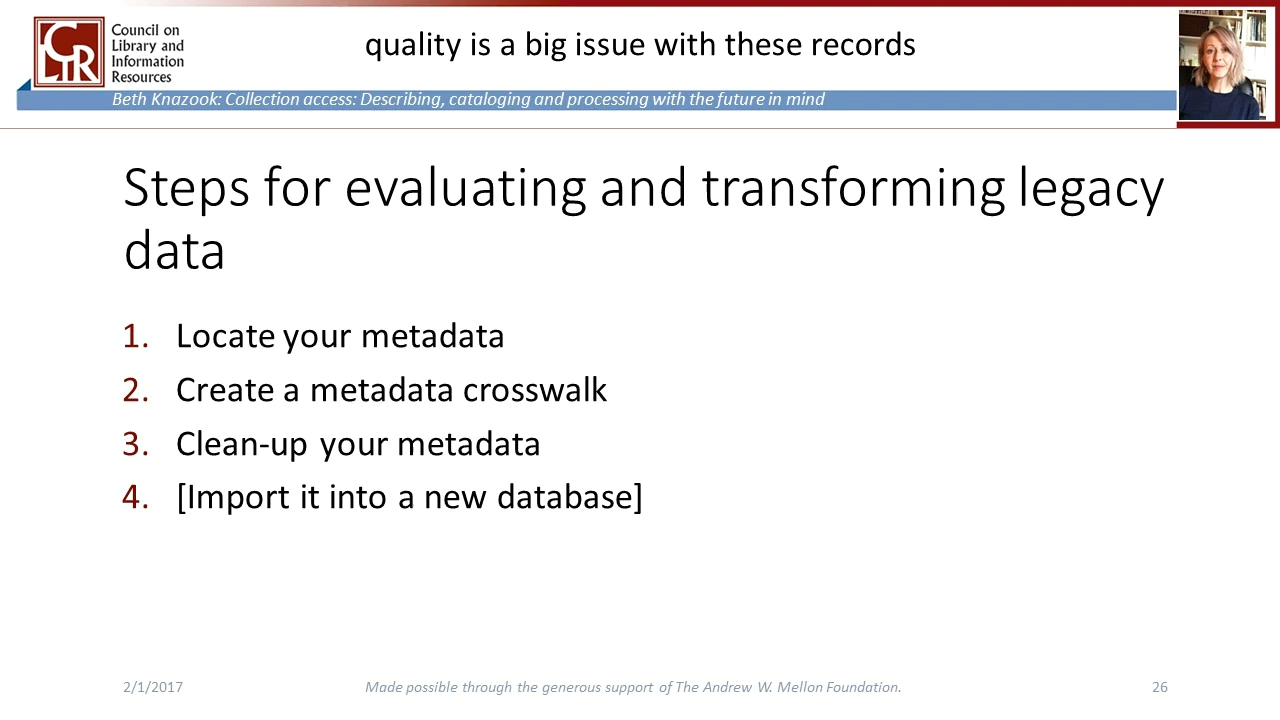 CLIR
Council on
Library and
Information
Resources
quality is a big issue with these records
Beth Knazook: Collection access: Describing, cataloging and processing with the future in mind
Steps for evaluating and transforming legacy
data
1. Locate your metadata
2. Create a metadata crosswalk
3. Clean-up your metadata
4. [Import it into a new database]
2/1/2017
Made possible through the generous support of The Andrew W. Mellon Foundation.
26